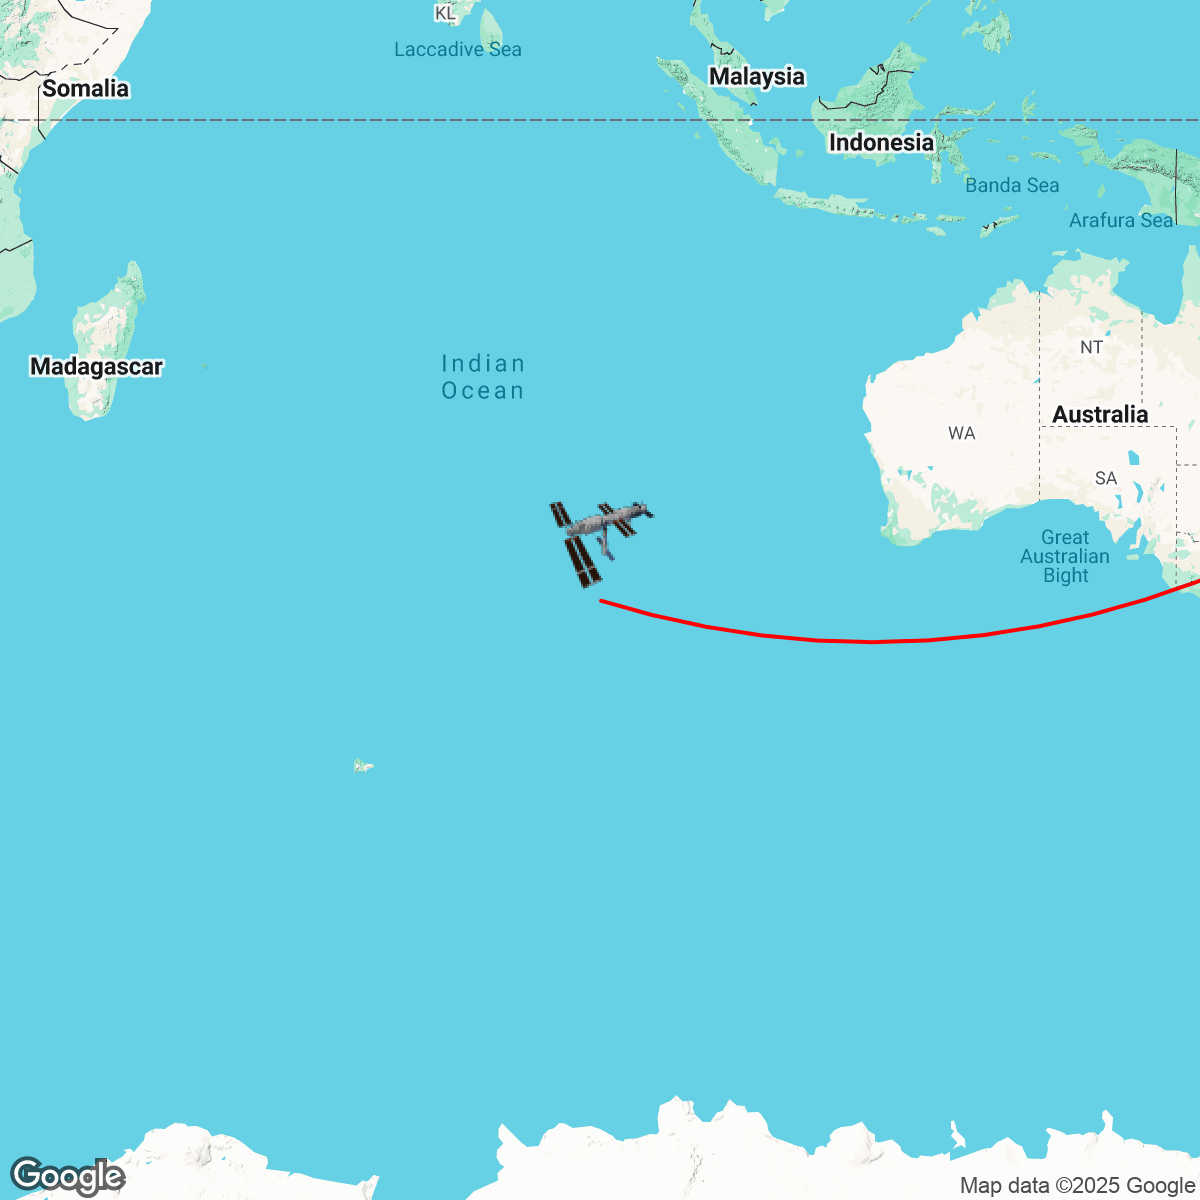 KL
Laccadive Sea
Somalia
Malaysia
Indonesia
Banda Sea
Arafura Sea
Madagascar
Indian
Ocean
NT
Australia
WA
SA
Great
Australian
Bight
Google
Map data ©2025 Google